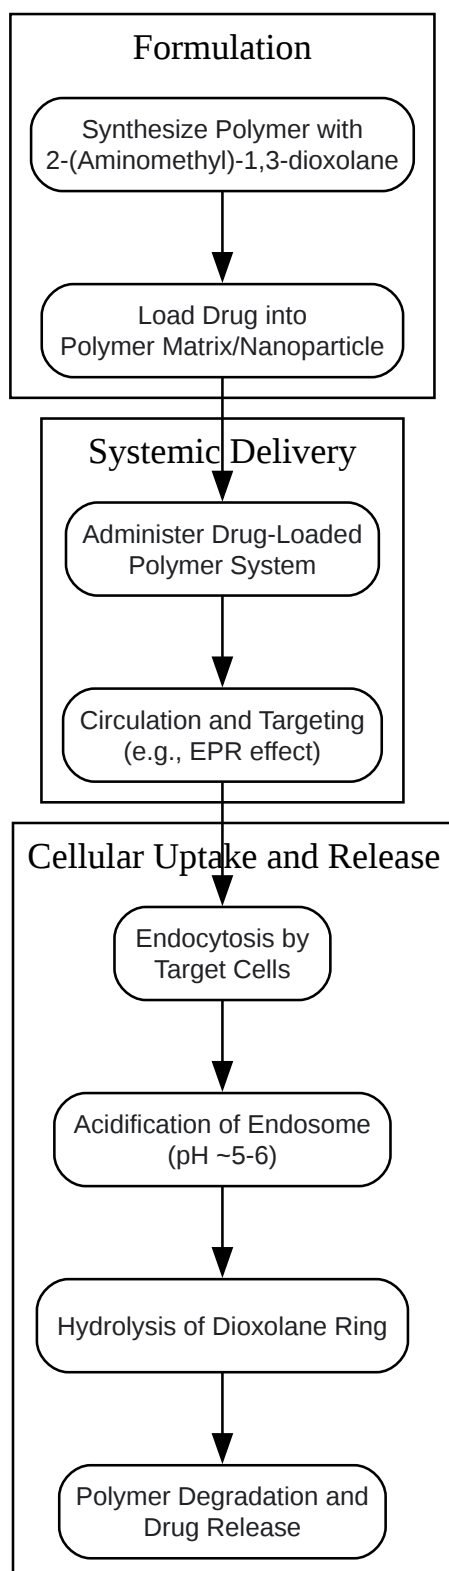 Formulation
Synthesize Polymer with
2-(Aminomethyl)-1,3-dioxolane
Load Drug into
Polymer Matrix/Nanoparticle
Systemic Delivery
Administer Drug-Loaded
Polymer System
Circulation and Targeting
(e.g., EPR effect)
Cellular Uptake and Release
Endocytosis by
Target Cells
Acidification of Endosome
(pH ~5-6)
Hydrolysis of Dioxolane Ring
Polymer Degradation and
Drug Release